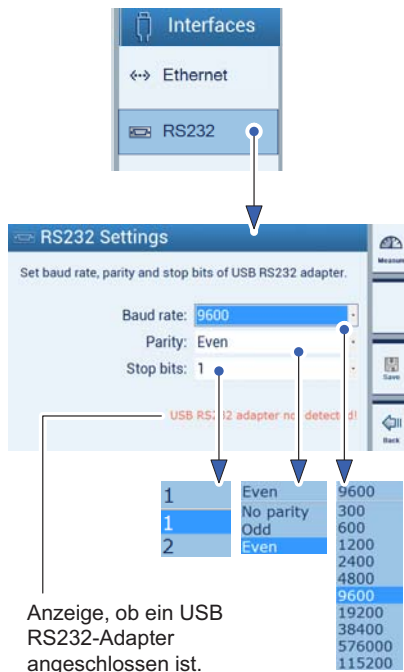 Interfaces
Ethernet
RS232
RS232 Settings
Measure
Set baud rate, parity and stop bits of USB RS232 adapter.
Baud rate: 9600
Parity: Even
Stop bits: 1
Save
USB RS232 adapter not detected!
Back
1
1
2
Even
No parity
Odd
Even
9600
300
600
1200
2400
4800
9600
19200
38400
576000
115200
Anzeige, ob ein USB
RS232-Adapter
angeschlossen ist.